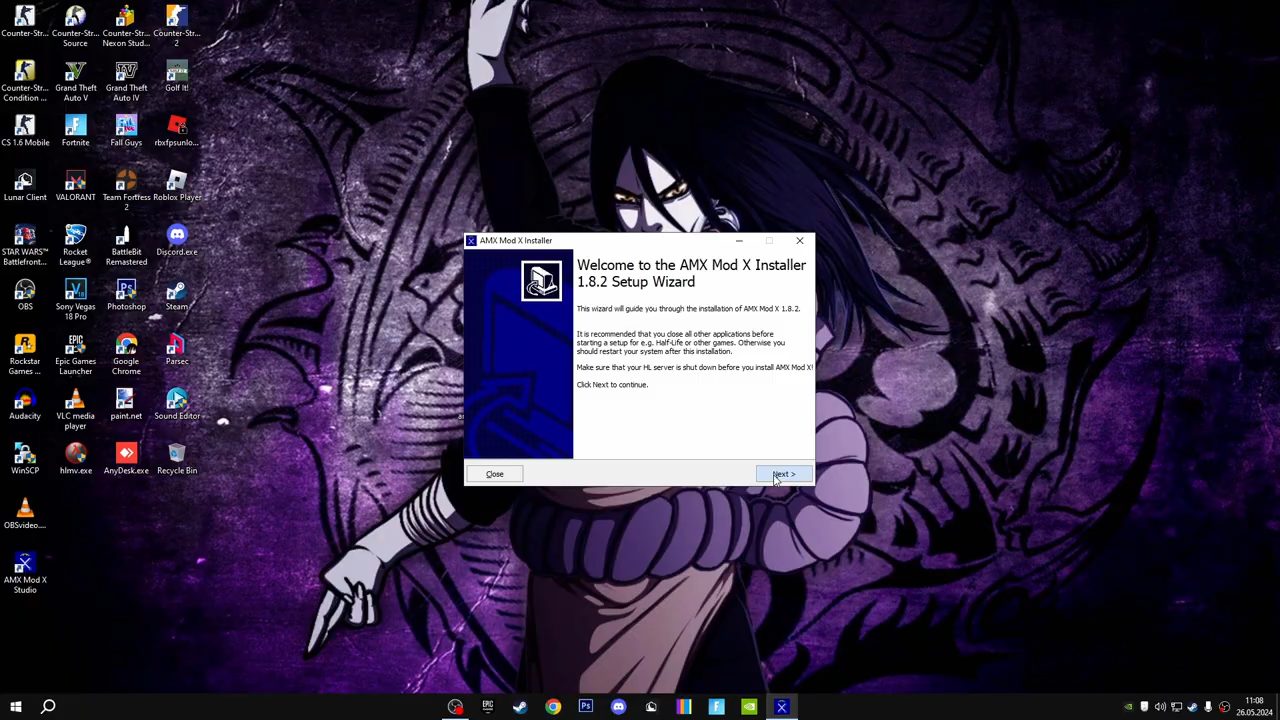 Counter-Str...
Counter-Str... Source
Counter-Str... Nexon Stud...
Counter-Str... 2
Counter-Str... Condition ...
Grand Theft Auto V
Grand Theft Auto IV
Golf It!
CS 1.6 Mobile
Fortnite
Fall Guys
rbxfpsunlo...
Lunar Client
VALORANT
Team Fortress 2
Roblox Player
STAR WARS™ Battlefront...
Rocket League®
BattleBit Remastered
Discord.exe
OBS
Sony Vegas 18 Pro
Photoshop
Steam
Rockstar Games ...
Epic Games Launcher
Google Chrome
Parsec
Audacity
VLC media player
paint.net
Sound Editor
WinSCP
hlmv.exe
AnyDesk.exe
Recycle Bin
OBSvideo....
AMX Mod X Studio
AMX Mod X Installer
Welcome to the AMX Mod X Installer
1.8.2 Setup Wizard
This wizard will guide you through the installation of AMX Mod X 1.8.2.
It is recommended that you close all other applications before
starting a setup for e.g. Half-Life or other games. Otherwise you
should restart your system after this installation.
Make sure that your HL server is shut down before you install AMX Mod X!
Click Next to continue.
Close
Next >
11:08
26.05.2024